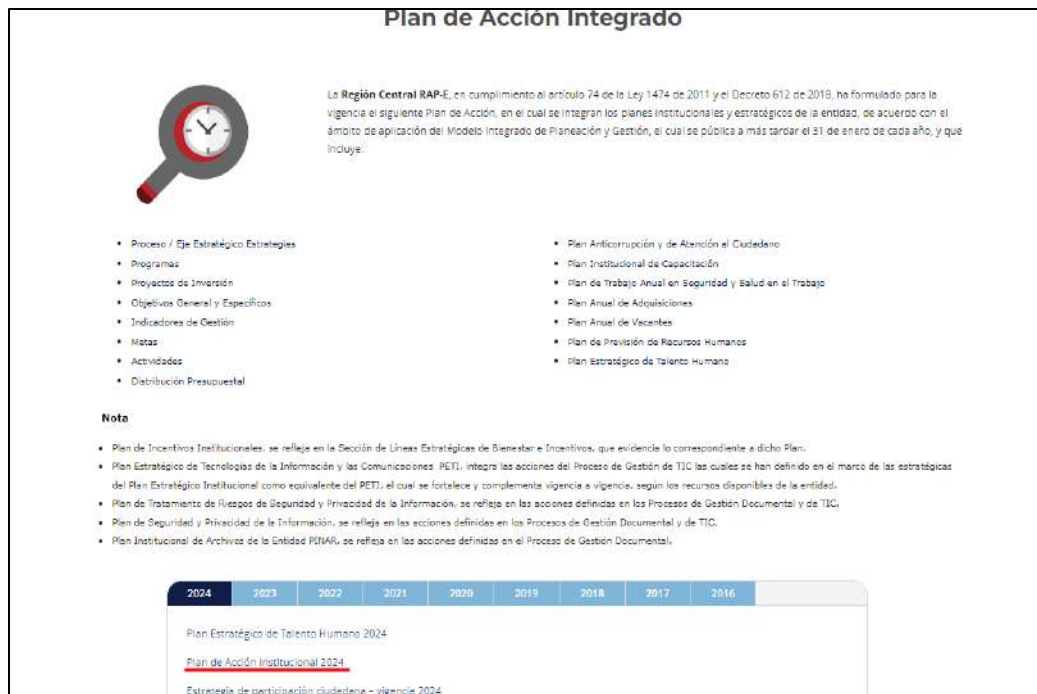 Plan de Acción Integrado
La Región Central RAP-E, en cumplimiento al artículo 74 de la Ley 1474 de 2011 y el Decreto 612 de 2018, ha formulado para la
vigencia el siguiente Plan de Acción, en el cual se integran los planes institucionales y estratégicos de la entidad, de acuerdo con el
ámbito de aplicación del Modelo Integrado de Planeación y Gestión, el cual se pública a más tardar el 31 de enero de cada año, y que
incluye:
• Proceso / Eje Estratégico Estrategias
• Programas
• Proyectos de Inversión
• Objetivos General y Específicos
• Indicadores de Gestión
• Metas
• Actividades
• Distribución Presupuestal
• Plan Anticorrupción y de Atención al Ciudadano
• Plan Institucional de Capacitación
• Plan de Trabajo Anual en Seguridad y Salud en el Trabajo
• Plan Anual de Adquisiciones
• Plan Anual de Vacantes
• Plan de Previsión de Recursos Humanos
• Plan Estratégico de Talento Humano
Nota
• Plan de Incentivos Institucionales, se refleja en la Sección de Líneas Estratégicas de Bienestar e Incentivos, que evidencia lo correspondiente a dicho Plan.
• Plan Estratégico de Tecnologías de la Información y las Comunicaciones PETI, integra las acciones del Proceso de Gestión de TIC las cuales se han definido en el marco de las estratégicas
del Plan Estratégico Institucional como equivalente del PETI, el cual se fortalece y complementa vigencia a vigencia, según los recursos disponibles de la entidad.
• Plan de Tratamiento de Riesgos de Seguridad y Privacidad de la Información, se refleja en las acciones definidas en los Procesos de Gestión Documental y de TIC.
• Plan de Seguridad y Privacidad de la Información, se refleja en las acciones definidas en los Procesos de Gestión Documental y de TIC.
• Plan Institucional de Archivos de la Entidad PINAR, se refleja en las acciones definidas en el Proceso de Gestión Documental.
2024 2023 2022 2021 2020 2019 2018 2017 2016
Plan Estratégico de Talento Humano 2024
Plan de Acción Institucional 2024
Estrategia de participación ciudadana – vigencia 2024